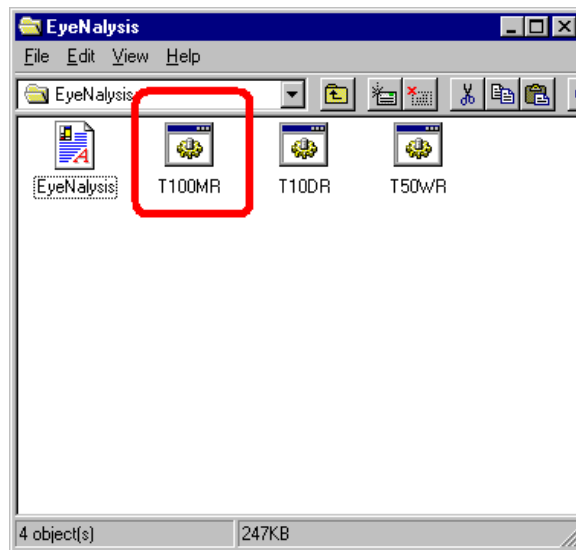 EyeNalysis
File Edit View Help
EyeNalysis
EyeNalysis T100MR T10DR T50WR
4 object(s) 247KB